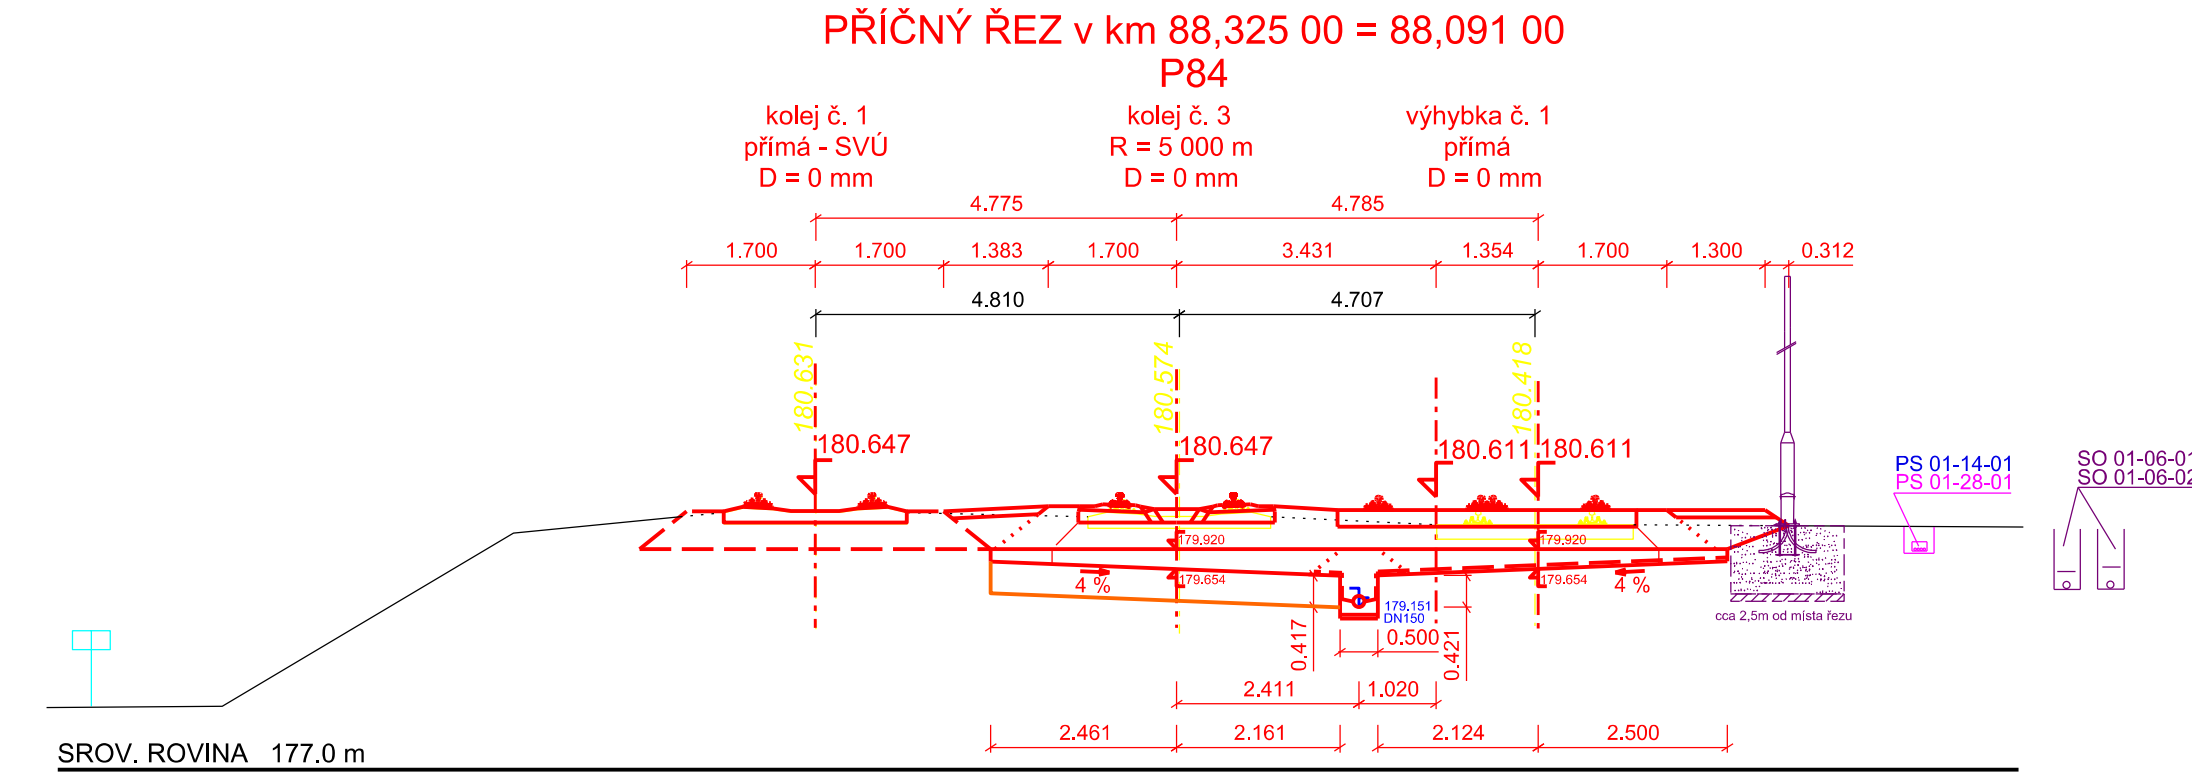 PŘÍČNÝ ŘEZ v km 88,325 00 = 88,091 00
P84
kolej č. 1
přímá - SVÚ
D = 0 mm
kolej č. 3
R = 5 000 m
D = 0 mm
výhybka č. 1
přímá
D = 0 mm
4.775
4.785
1.700
1.700
1.383
1.700
3.431
1.354
1.700
1.300
0.312
4.810
4.707
180.631
180.574
180.418
180.647
180.647
180.611
180.611
PS 01-14-01
PS 01-28-01
SO 01-06-01
SO 01-06-02
179.920
179.920
179.654
179.654
4 %
4 %
179.151
DN150
cca 2,5m od místa řezu
0.417
0.500
0.421
2.411
1.020
2.461
2.161
2.124
2.500
SROV. ROVINA 177.0 m